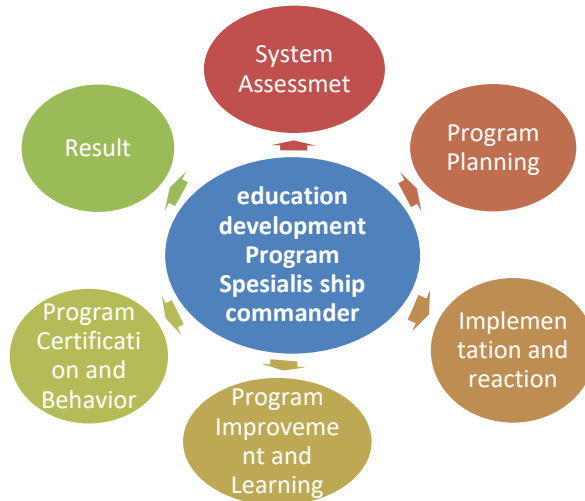 System
Assessmet
Program
Planning
Implemen
tation and
reaction
Program
Improveme
nt and
Learning
Program
Certificati
on and
Behavior
Result
education
development
Program
Spesialis ship
commander